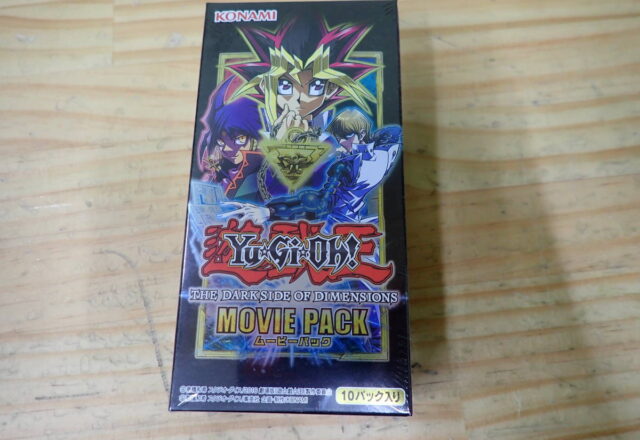 KONAMI
遊戯王
Yu-Gi-Oh!
THE DARK SIDE OF DIMENSIONS
MOVIE PACK
ムービーパック
10パック入り